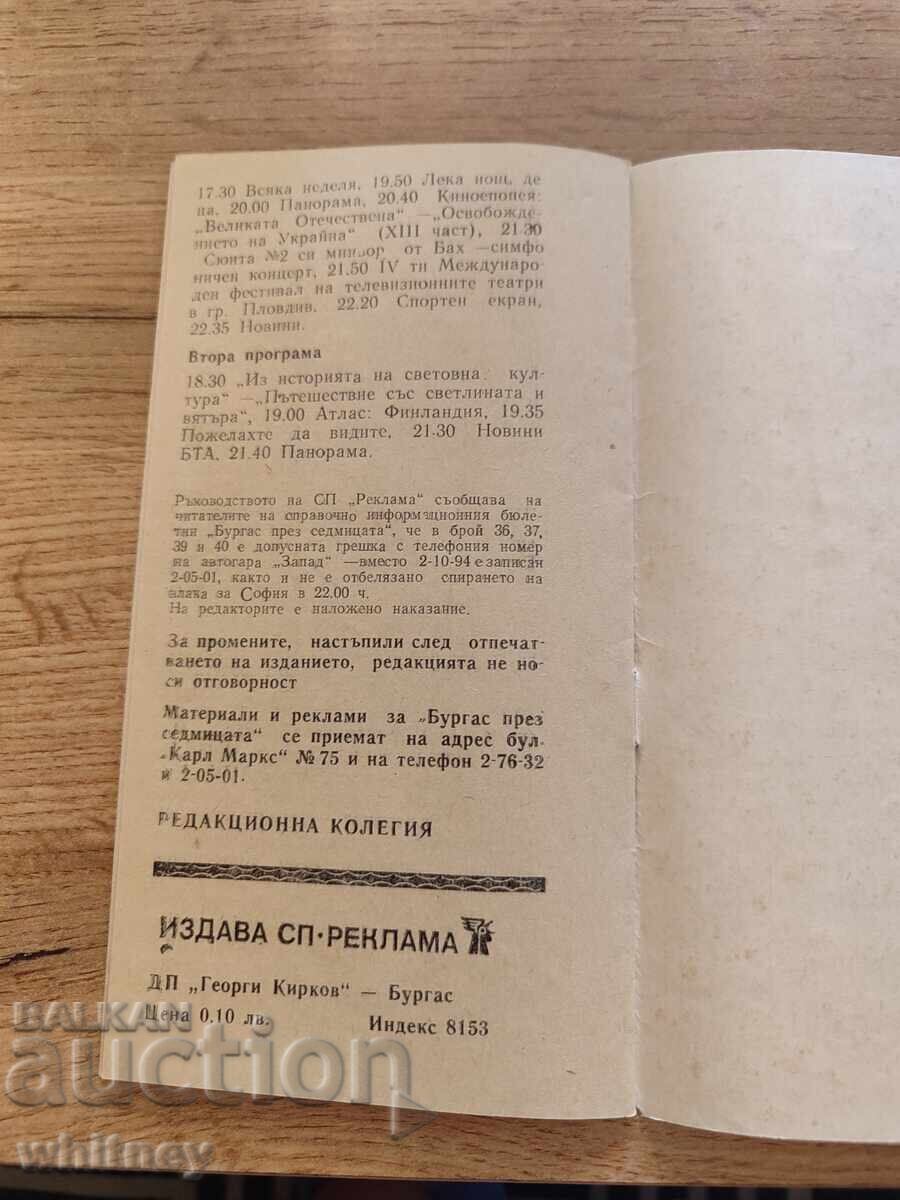 17.30 Всяка неделя, 19.50 Лека нощ, де
ца, 20.00 Панорама, 20.40 Киноепопея
„Великата Отечествена“ —„Освобожде-
нието на Украйна“ (XIII част), 21.30
Сюита №2 си минор от Бах —симфо
ничен концерт, 21.50 IV ти Междунаро-
ден фестивал на телевизионните театри
в гр. Пловдив, 22.20 Спортен екран,
22.35 Новини.
Втора програма
18.30 „Из историята на световна кул-
тура“ —„Пътешествие със светлината и
вятъра“, 19.00 Атлас: Финландия, 19.35
Пожелахте да видите, 21.30 Новини
БТА, 21.40 Панорама.
Ръководството на СП „Реклама“ съобщава на
читателите на справочно информационния бюле-
тин „Бургас през седмицата“, че в брой 36, 37,
39 и 40 е допусната грешка с телефония номер
на автогара „Запад“ —вместо 2-10-94 е записан
2-05-01, както и не е отбелязано спирането на
влака за София в 22.00 ч.
На редакторите е наложено наказание.
За промените, настъпили след отпечат-
ването на изданието, редакцията не но-
си отговорност
Материали и реклами за „Бургас през
седмицата“ се приемат на адрес бул.
„Карл Маркс“ №75 и на телефон 2-76-32
и 2-05-01.
РЕДАКЦИОННА КОЛЕГИЯ
ИЗДАВА СП·РЕКЛАМА
ДП „Георги Кирков“ — Бургас
Цена 0.10 лв. Индекс 8153
BALKAN
auction
whitney